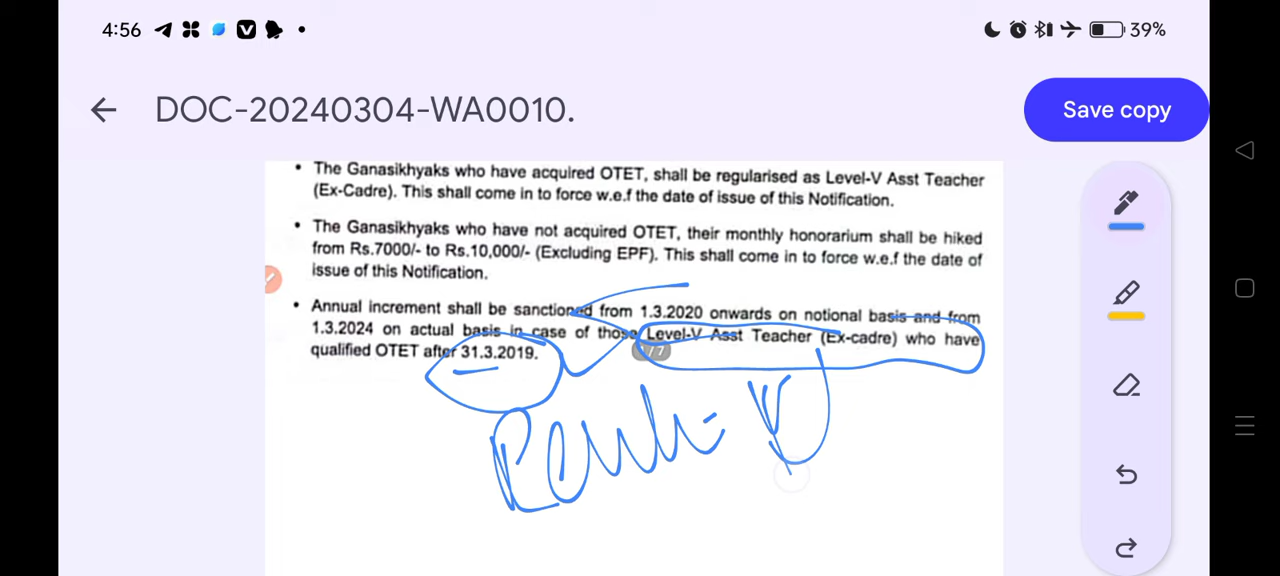 4:56
39%
DOC-20240304-WA0010.
Save copy
• The Ganasikhyaks who have acquired OTET, shall be regularised as Level-V Asst Teacher
(Ex-Cadre). This shall come in to force w.e.f the date of issue of this Notification.
• The Ganasikhyaks who have not acquired OTET, their monthly honorarium shall be hiked
from Rs.7000/- to Rs.10,000/- (Excluding EPF). This shall come in to force w.e.f the date of
issue of this Notification.
• Annual increment shall be sanctioned from 1.3.2020 onwards on notional basis and from
1.3.2024 on actual basis in case of those Level-V Asst Teacher (Ex-cadre) who have
qualified OTET after 31.3.2019.